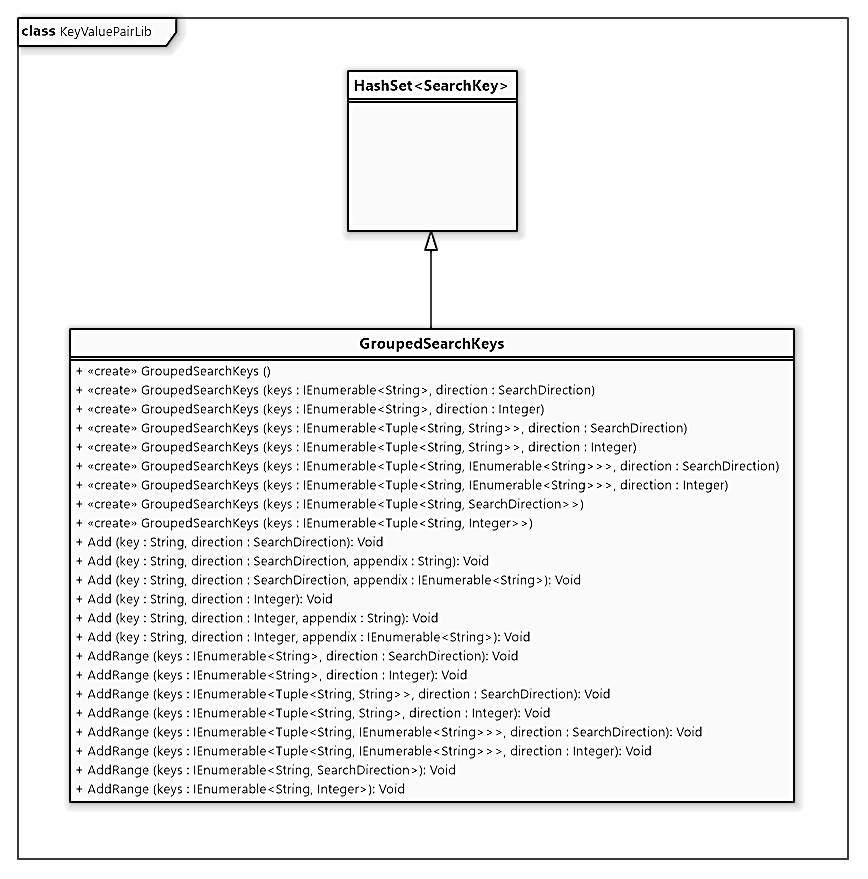 class KeyValuePairLib
HashSet<SearchKey>
GroupedSearchKeys
+ «create» GroupedSearchKeys ()
+ «create» GroupedSearchKeys (keys : IEnumerable<String>, direction : SearchDirection)
+ «create» GroupedSearchKeys (keys : IEnumerable<String>, direction : Integer)
+ «create» GroupedSearchKeys (keys : IEnumerable<Tuple<String, String>>, direction : SearchDirection)
+ «create» GroupedSearchKeys (keys : IEnumerable<Tuple<String, String>>, direction : Integer)
+ «create» GroupedSearchKeys (keys : IEnumerable<Tuple<String, IEnumerable<String>>>, direction : SearchDirection)
+ «create» GroupedSearchKeys (keys : IEnumerable<Tuple<String, IEnumerable<String>>>, direction : Integer)
+ «create» GroupedSearchKeys (keys : IEnumerable<Tuple<String, SearchDirection>>)
+ «create» GroupedSearchKeys (keys : IEnumerable<Tuple<String, Integer>>)
+ Add (key : String, direction : SearchDirection): Void
+ Add (key : String, direction : SearchDirection, appendix : String): Void
+ Add (key : String, direction : SearchDirection, appendix : IEnumerable<String>): Void
+ Add (key : String, direction : Integer): Void
+ Add (key : String, direction : Integer, appendix : String): Void
+ Add (key : String, direction : Integer, appendix : IEnumerable<String>): Void
+ AddRange (keys : IEnumerable<String>, direction : SearchDirection): Void
+ AddRange (keys : IEnumerable<String>, direction : Integer): Void
+ AddRange (keys : IEnumerable<Tuple<String, String>>, direction : SearchDirection): Void
+ AddRange (keys : IEnumerable<Tuple<String, String>, direction : Integer): Void
+ AddRange (keys : IEnumerable<Tuple<String, IEnumerable<String>>>, direction : SearchDirection): Void
+ AddRange (keys : IEnumerable<Tuple<String, IEnumerable<String>>>, direction : Integer): Void
+ AddRange (keys : IEnumerable<String, SearchDirection>): Void
+ AddRange (keys : IEnumerable<String, Integer>): Void